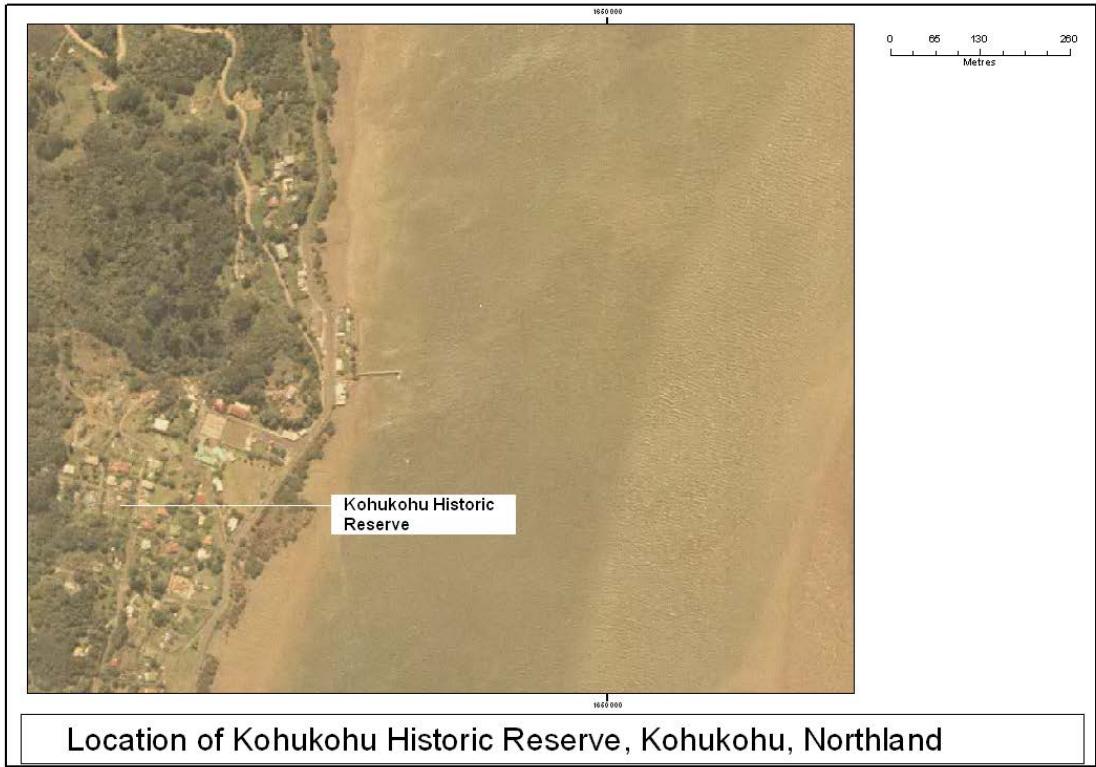 1650000
0 65 130 260
Metres
Kohukohu Historic
Reserve
1650000
Location of Kohukohu Historic Reserve, Kohukohu, Northland